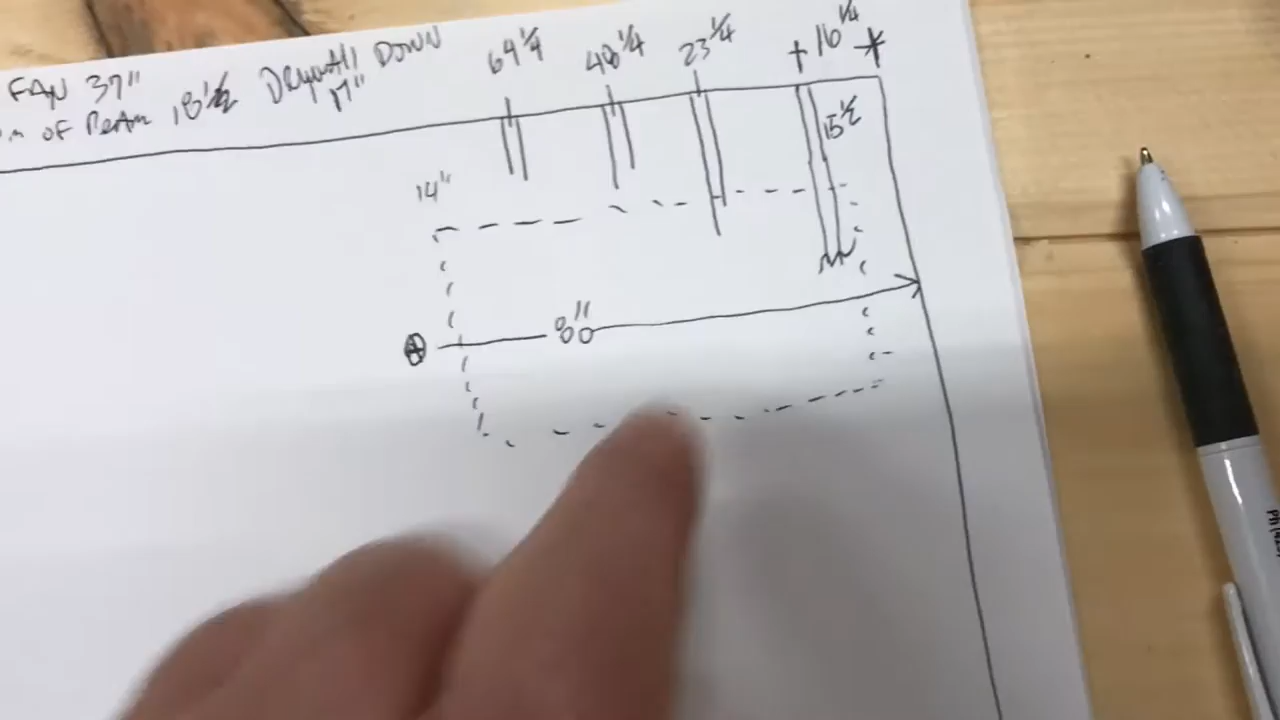 FAN 37"
OF BEAM 18 1/2
DRYWALL DOWN
17"
64 1/4
48 1/4
23 1/4
16 1/4
15 1/2
14"
80"